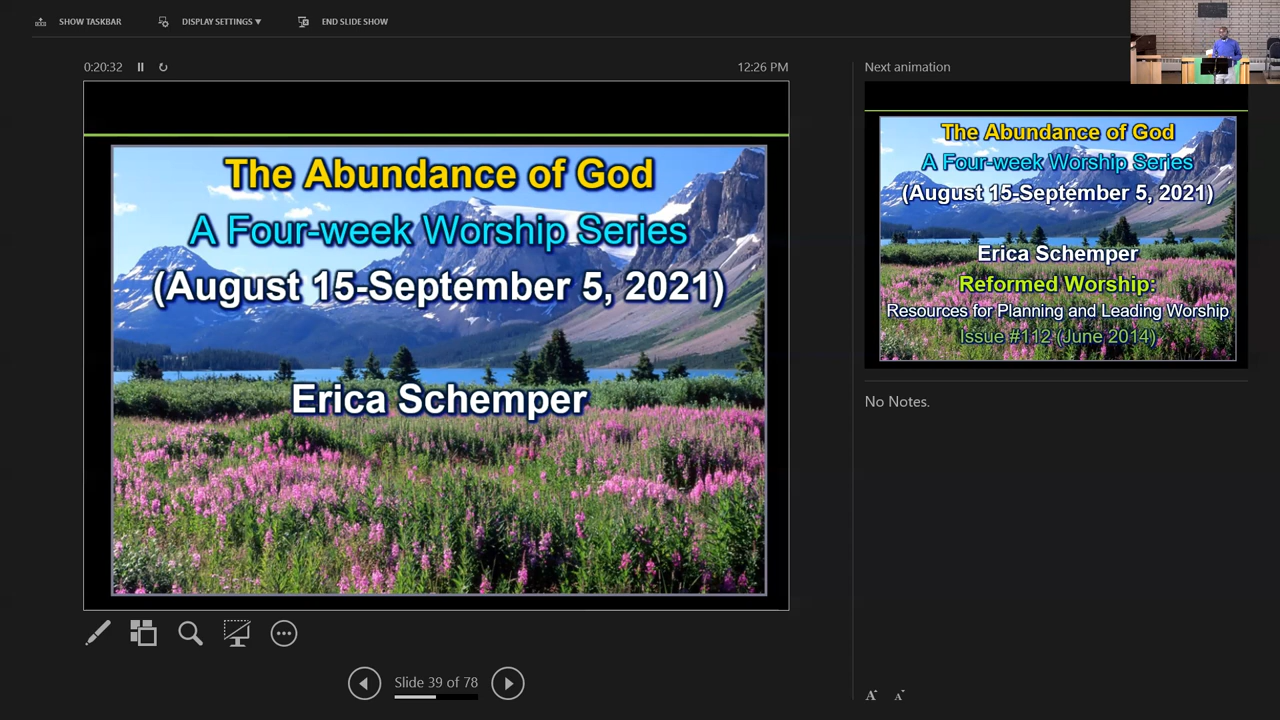 SHOW TASKBAR
DISPLAY SETTINGS ▼
END SLIDE SHOW
0:20:32
12:26 PM
The Abundance of God
A Four-week Worship Series
(August 15-September 5, 2021)
Erica Schemper
Slide 39 of 78
Next animation
The Abundance of God
A Four-week Worship Series
(August 15-September 5, 2021)
Erica Schemper
Reformed Worship:
Resources for Planning and Leading Worship
Issue #112 (June 2014)
No Notes.
A A